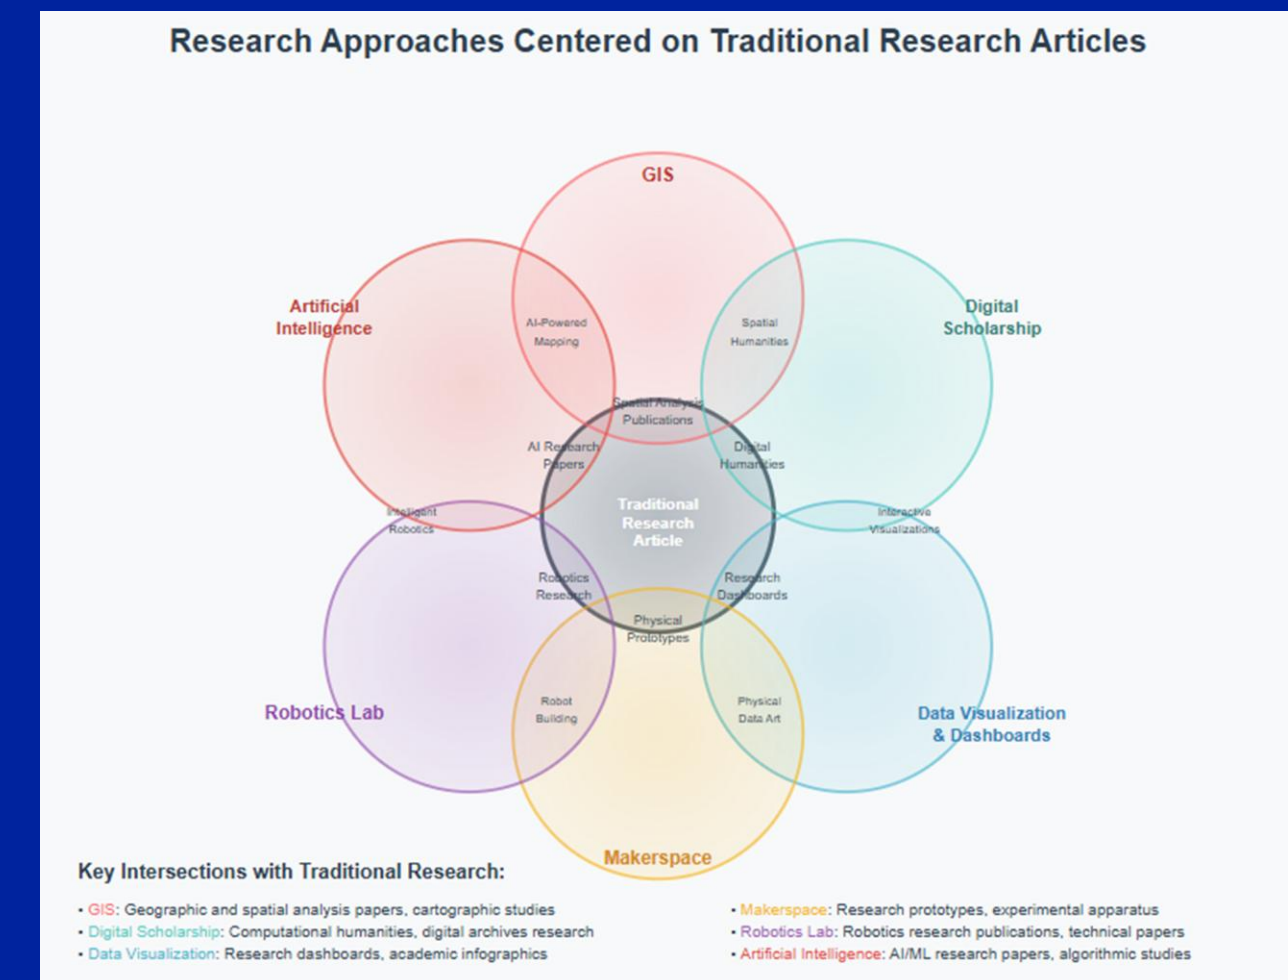 Research Approaches Centered on Traditional Research Articles
GIS
Artificial
Intelligence
Digital
Scholarship
AI-Powered
Mapping
Spatial
Humanities
Spatial Analysis
Publications
AI Research
Papers
Digital
Humanities
Traditional
Research
Article
Intelligent
Robotics
Interactive
Visualizations
Robotics
Research
Research
Dashboards
Physical
Prototypes
Robot
Building
Physical
Data Art
Robotics Lab
Data Visualization
& Dashboards
Makerspace
Key Intersections with Traditional Research:
• GIS: Geographic and spatial analysis papers, cartographic studies
• Digital Scholarship: Computational humanities, digital archives research
• Data Visualization: Research dashboards, academic infographics
• Makerspace: Research prototypes, experimental apparatus
• Robotics Lab: Robotics research publications, technical papers
• Artificial Intelligence: AI/ML research papers, algorithmic studies